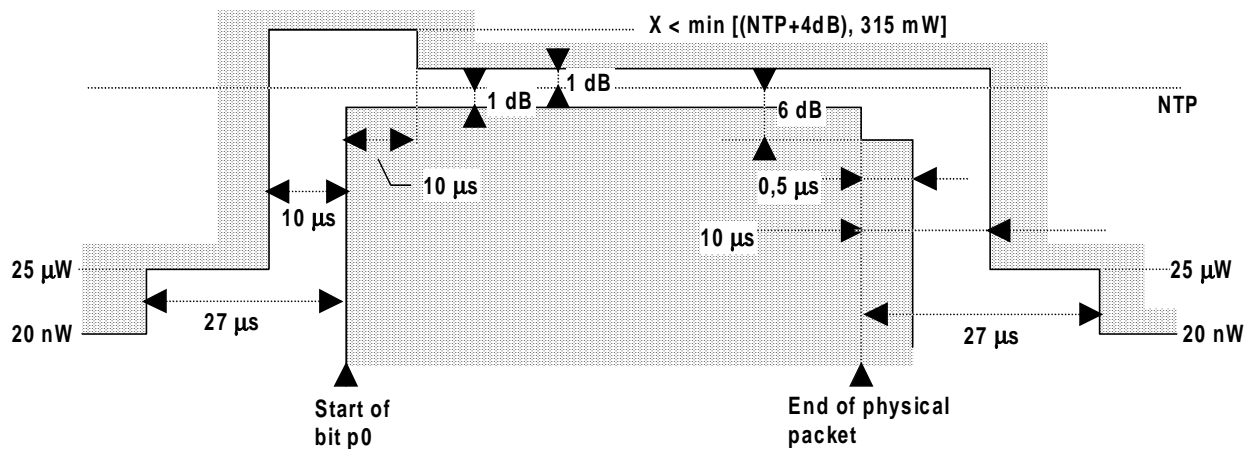 X < min [(NTP+4dB), 315 mW]
1 dB
1 dB
6 dB
NTP
10 µs
0,5 µs
10 µs
10 µs
25 µW
25 µW
27 µs
27 µs
20 nW
20 nW
Start of
bit p0
End of physical
packet